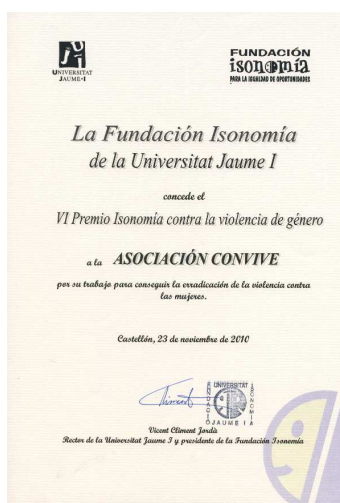 UNIVERSITAT
JAUME·I
FUNDACIÓN
isonomía
PARA LA IGUALDAD DE OPORTUNIDADES
La Fundación Isonomía
de la Universitat Jaume I
concede el
VI Premio Isonomía contra la violencia de género
a la ASOCIACIÓN CONVIVE
por su trabajo para conseguir la erradicación de la violencia contra
las mujeres.
Castellón, 23 de noviembre de 2010
UNIVERSITAT
FUNDACIÓ
ISONOMIA
JAUME I
Vicent Climent Jordà
Rector de la Universitat Jaume I y presidente de la Fundación Isonomía